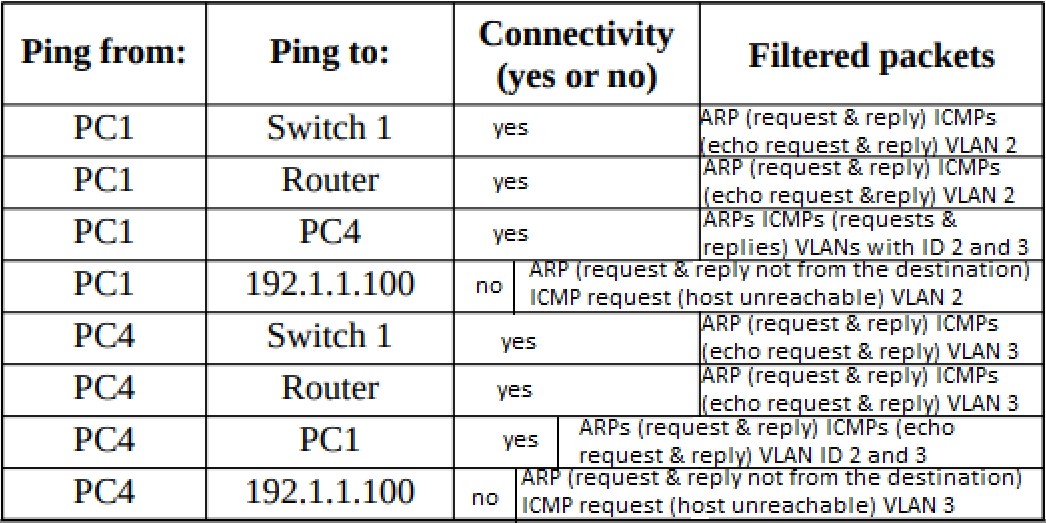 Ping from: Ping to: Connectivity (yes or no) Filtered packets
PC1 Switch 1 yes ARP (request & reply) ICMPs
(echo request & reply) VLAN 2
PC1 Router yes ARP (request & reply) ICMPs
(echo request &reply) VLAN 2
PC1 PC4 yes ARPs ICMPs (requests &
replies) VLANs with ID 2 and 3
PC1 192.1.1.100 no ARP (request & reply not from the destination)
ICMP request (host unreachable) VLAN 2
PC4 Switch 1 yes ARP (request & reply) ICMPs
(echo request & reply) VLAN 3
PC4 Router yes ARP (request & reply) ICMPs
(echo request & reply) VLAN 3
PC4 PC1 yes ARPs (request & reply) ICMPs (echo
request & reply) VLAN ID 2 and 3
PC4 192.1.1.100 no ARP (request & reply not from the destination)
ICMP request (host unreachable) VLAN 3